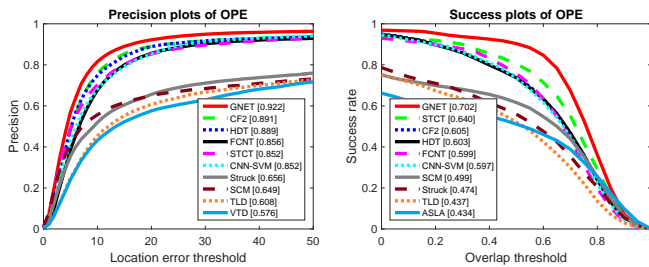 Precision plots of OPE
Precision
1
0.8
0.6
0.4
0.2
0
0 10 20 30 40 50
Location error threshold
GNET [0.922]
CF2 [0.891]
HDT [0.889]
FCNT [0.856]
STCT [0.852]
CNN-SVM [0.852]
Struck [0.656]
SCM [0.649]
TLD [0.608]
VTD [0.576]
Success plots of OPE
Success rate
1
0.8
0.6
0.4
0.2
0
0 0.2 0.4 0.6 0.8
Overlap threshold
GNET [0.702]
STCT [0.640]
CF2 [0.605]
HDT [0.603]
FCNT [0.599]
CNN-SVM [0.597]
SCM [0.499]
Struck [0.474]
TLD [0.437]
ASLA [0.434]